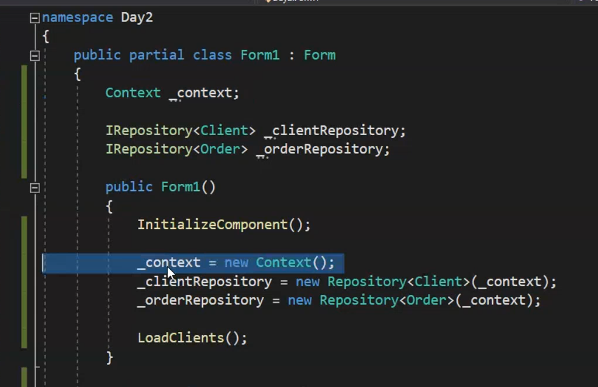 namespace Day2
{
public partial class Form1 : Form
{
Context _context;
IRepository<Client> _clientRepository;
IRepository<Order> _orderRepository;
public Form1()
{
InitializeComponent();
_context = new Context();
_clientRepository = new Repository<Client>(_context);
_orderRepository = new Repository<Order>(_context);
LoadClients();
}